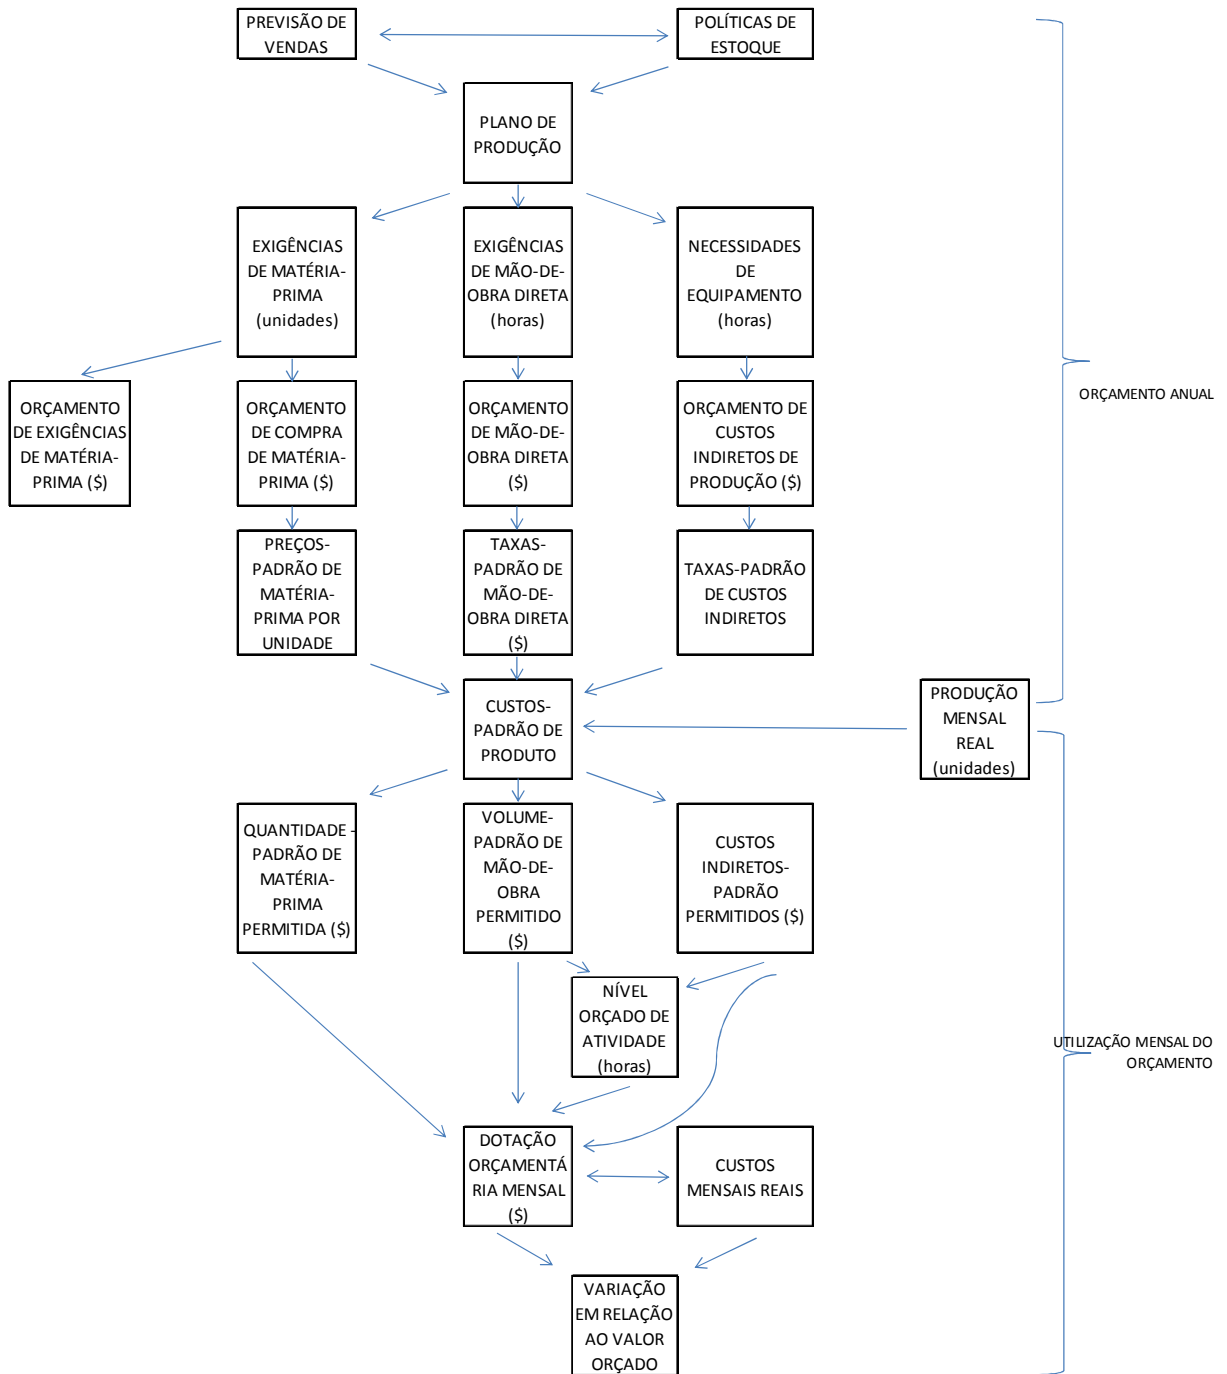 PREVISÃO DE
VENDAS
POLÍTICAS DE
ESTOQUE
PLANO DE
PRODUÇÃO
EXIGÊNCIAS
DE MATÉRIA-
PRIMA
(unidades)
EXIGÊNCIAS
DE MÃO-DE-
OBRA DIRETA
(horas)
NECESSIDADES
DE
EQUIPAMENTO
(horas)
ORÇAMENTO
DE EXIGÊNCIAS
DE MATÉRIA-
PRIMA ($)
ORÇAMENTO
DE COMPRA
DE MATÉRIA-
PRIMA ($)
ORÇAMENTO
DE MÃO-DE-
OBRA DIRETA
($)
ORÇAMENTO DE
CUSTOS
INDIRETOS DE
PRODUÇÃO ($)
ORÇAMENTO ANUAL
PREÇOS-
PADRÃO DE
MATÉRIA-
PRIMA POR
UNIDADE
TAXAS-
PADRÃO DE
MÃO-DE-
OBRA DIRETA
($)
TAXAS-PADRÃO
DE CUSTOS
INDIRETOS
CUSTOS-
PADRÃO DE
PRODUTO
PRODUÇÃO
MENSAL
REAL
(unidades)
QUANTIDADE -
PADRÃO DE
MATÉRIA-
PRIMA
PERMITIDA ($)
VOLUME-
PADRÃO DE
MÃO-DE-
OBRA
PERMITIDO
($)
CUSTOS
INDIRETOS-
PADRÃO
PERMITIDOS ($)
NÍVEL
ORÇADO DE
ATIVIDADE
(horas)
UTILIZAÇÃO MENSAL DO
ORÇAMENTO
DOTAÇÃO
ORÇAMENTÁ
RIA MENSAL
($)
CUSTOS
MENSAIS REAIS
VARIAÇÃO
EM RELAÇÃO
AO VALOR
ORÇADO